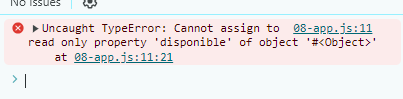 No Issues
Uncaught TypeError: Cannot assign to 08-app.js:11
read only property 'disponible' of object '#<Object>'
at 08-app.js:11:21